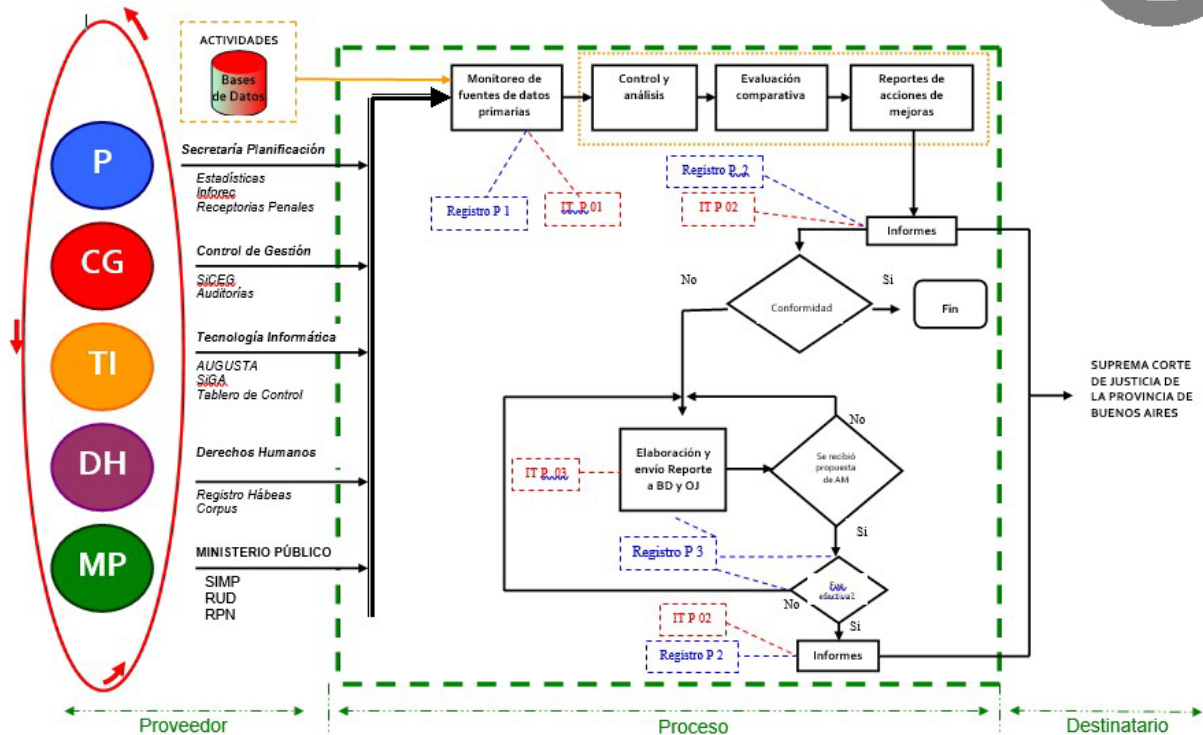 ACTIVIDADES
Bases
de Datos
P
CG
TI
DH
MP
Secretaría Planificación
Estadísticas
Inforec
Receptorias Penales
Control de Gestión
SiCEG
Auditorías
Tecnología Informática
AUGUSTA
SiGA
Tablero de Control
Derechos Humanos
Registro Hábeas
Corpus
MINISTERIO PÚBLICO
SIMP
RUD
RPN
Monitoreo de
fuentes de datos
primarias
Control y
análisis
Evaluación
comparativa
Reportes de
acciones de
mejoras
Registro P 1
IT P 01
Registro P 2
IT P 02
Informes
No
Si
Conformidad
Fin
No
Elaboración y
envío Reporte
a BD y OJ
IT P 03
Se recibió
propuesta
de AM
Si
Registro P 3
efectiva?
No
Si
IT P 02
Registro P 2
Informes
SUPREMA CORTE
DE JUSTICIA DE
LA PROVINCIA DE
BUENOS AIRES
Proveedor
Proceso
Destinatario